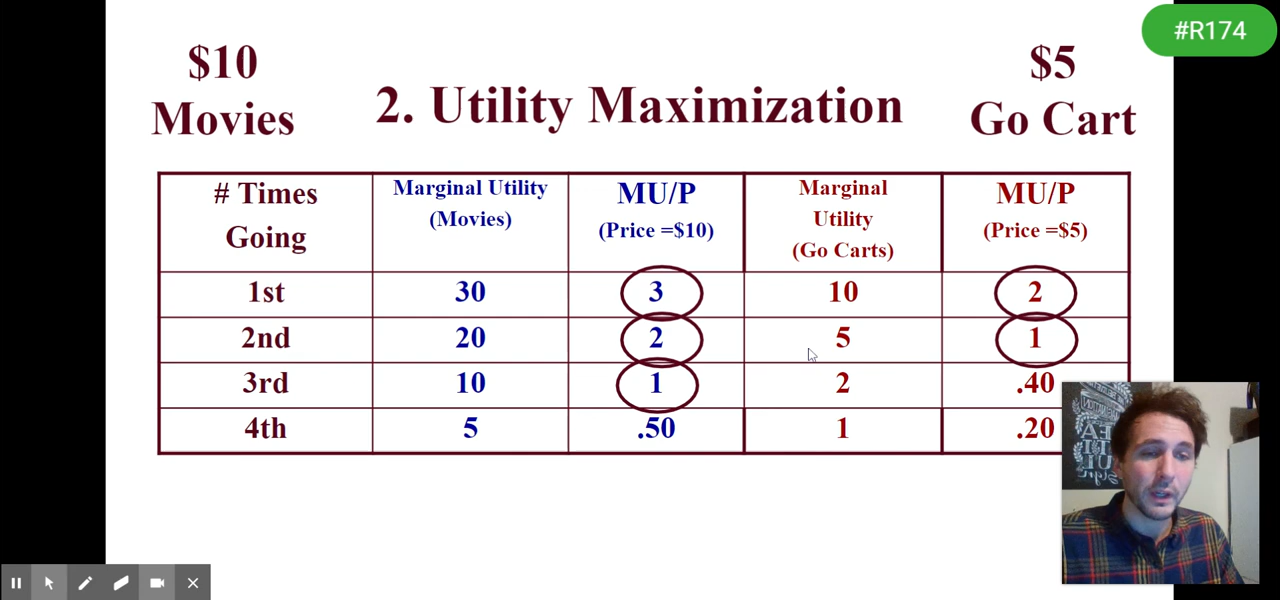 #R174
$10
Movies
2. Utility Maximization
$5
Go Cart
# Times
Going
Marginal Utility
(Movies)
MU/P
(Price =$10)
Marginal
Utility
(Go Carts)
MU/P
(Price =$5)
1st 30 3 10 2
2nd 20 2 5 1
3rd 10 1 2 .40
4th 5 .50 1 .20